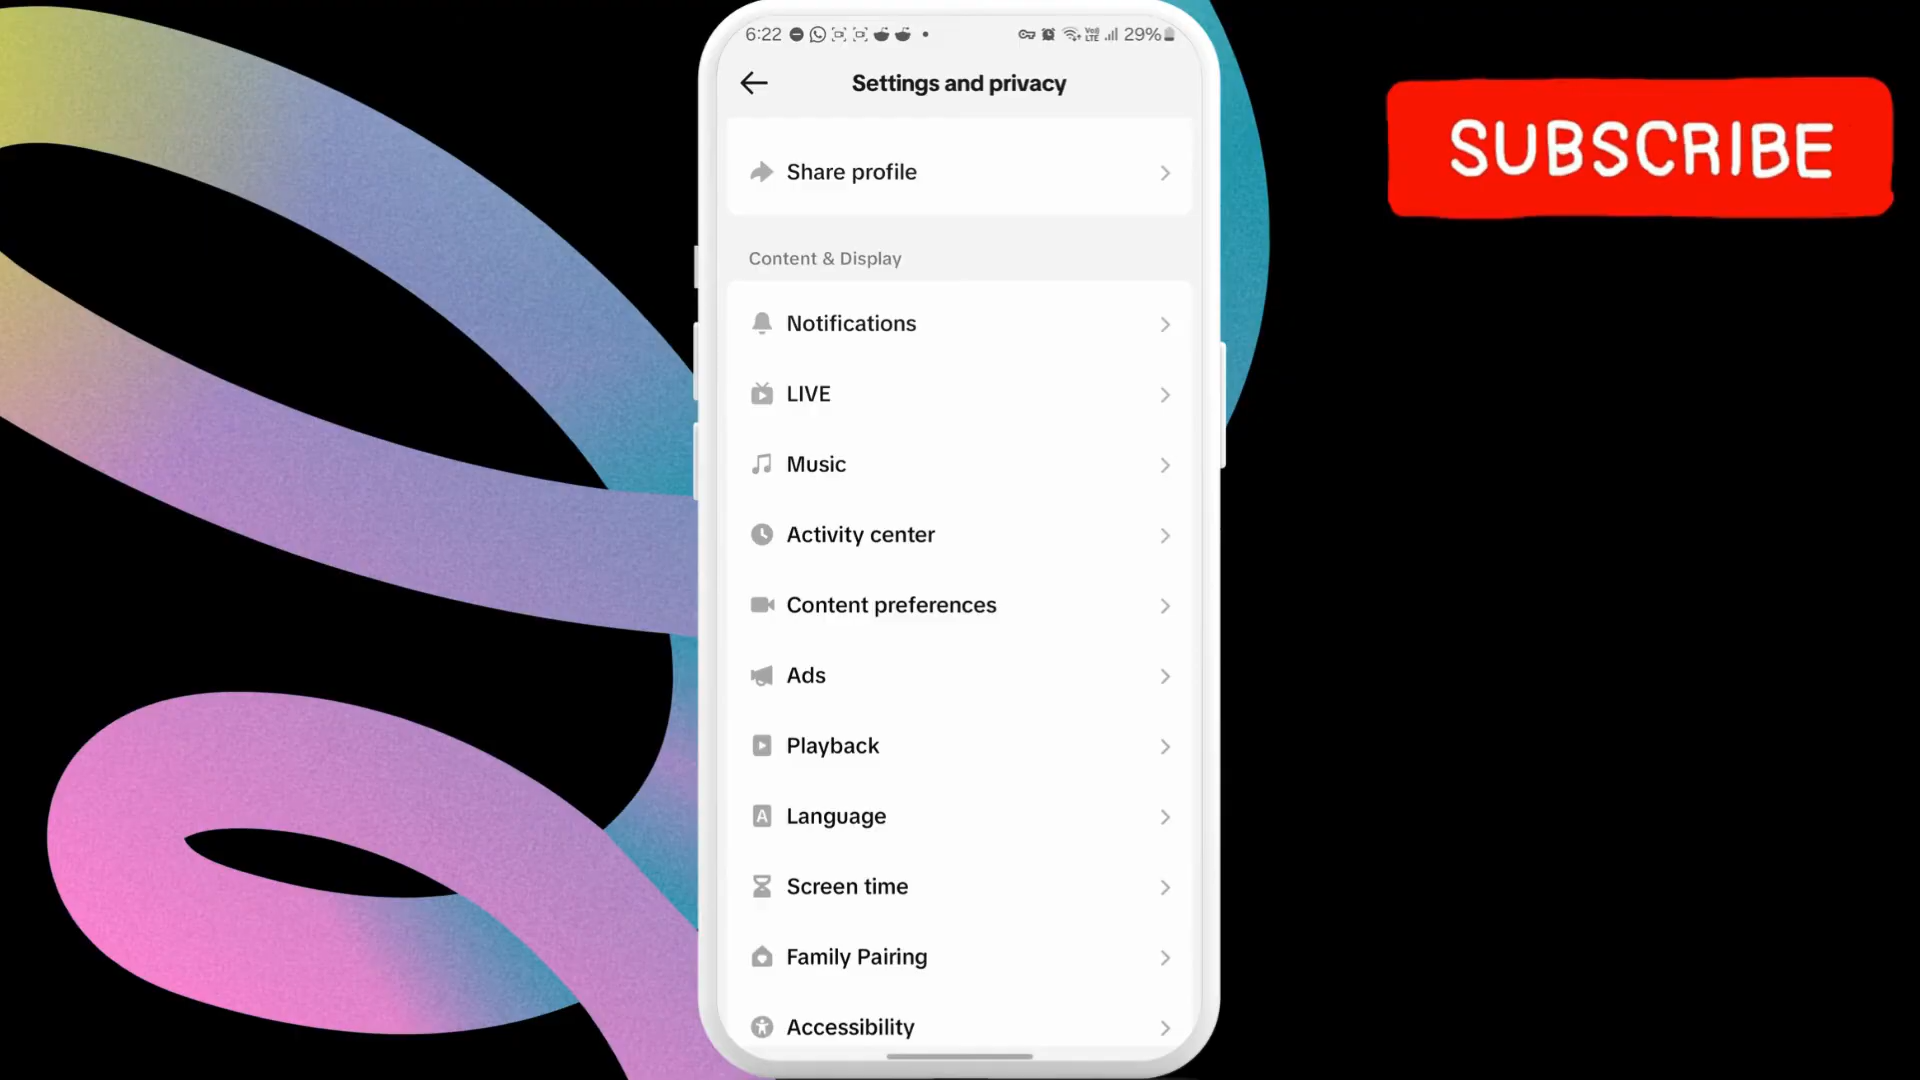 6:22 29%
Settings and privacy
SUBSCRIBE
Share profile
Content & Display
Notifications
LIVE
Music
Activity center
Content preferences
Ads
Playback
Language
Screen time
Family Pairing
Accessibility